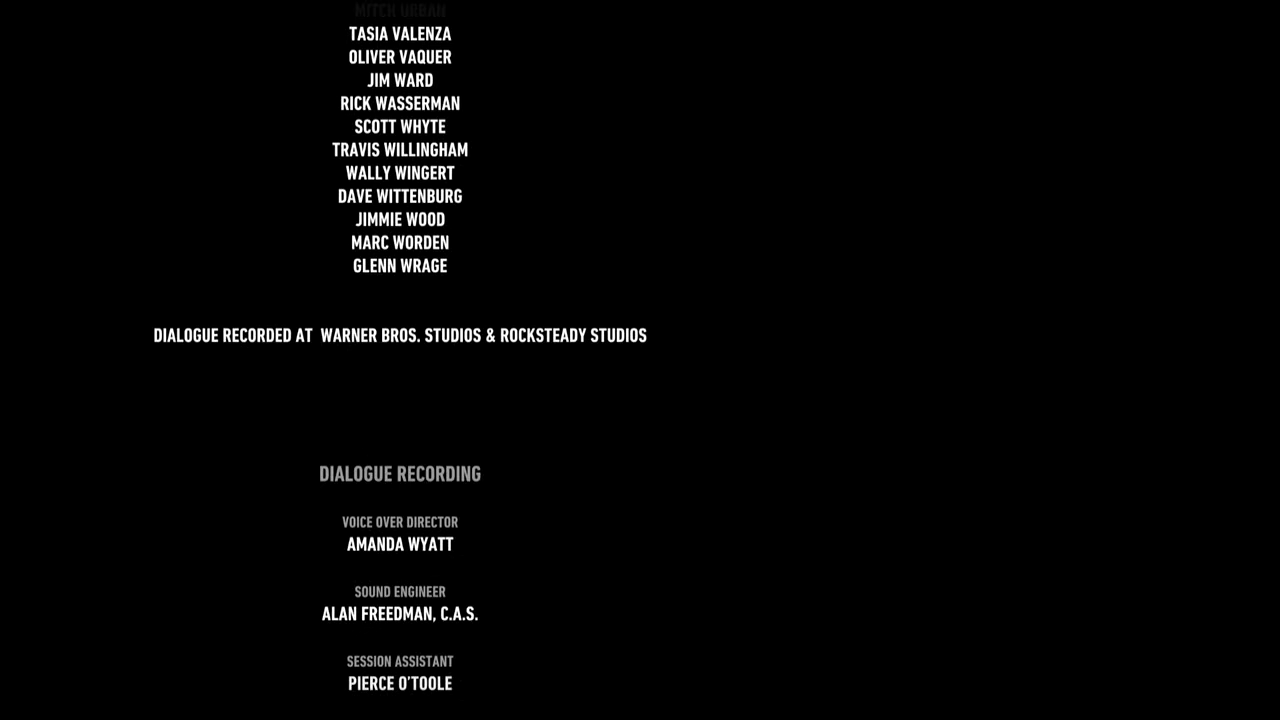 MITCH URBAN
TASIA VALENZA
OLIVER VAQUER
JIM WARD
RICK WASSERMAN
SCOTT WHYTE
TRAVIS WILLINGHAM
WALLY WINGERT
DAVE WITTENBURG
JIMMIE WOOD
MARC WORDEN
GLENN WRAGE
DIALOGUE RECORDED AT WARNER BROS. STUDIOS & ROCKSTEADY STUDIOS
DIALOGUE RECORDING
VOICE OVER DIRECTOR
AMANDA WYATT
SOUND ENGINEER
ALAN FREEDMAN, C.A.S.
SESSION ASSISTANT
PIERCE O'TOOLE